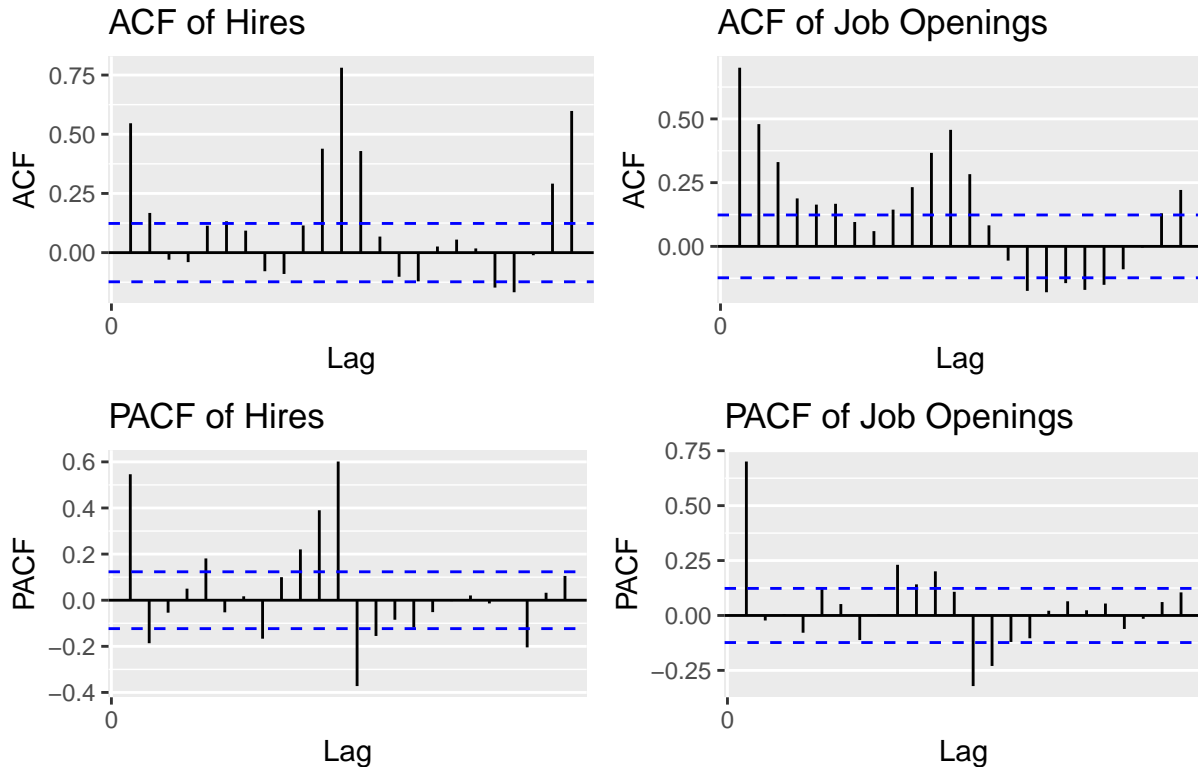 ACF of Hires
ACF
0.75
0.50
0.25
0.00
0
Lag
ACF of Job Openings
ACF
0.50
0.25
0.00
0
Lag
PACF of Hires
PACF
0.6
0.4
0.2
0.0
−0.2
−0.4
0
Lag
PACF of Job Openings
PACF
0.75
0.50
0.25
0.00
−0.25
0
Lag